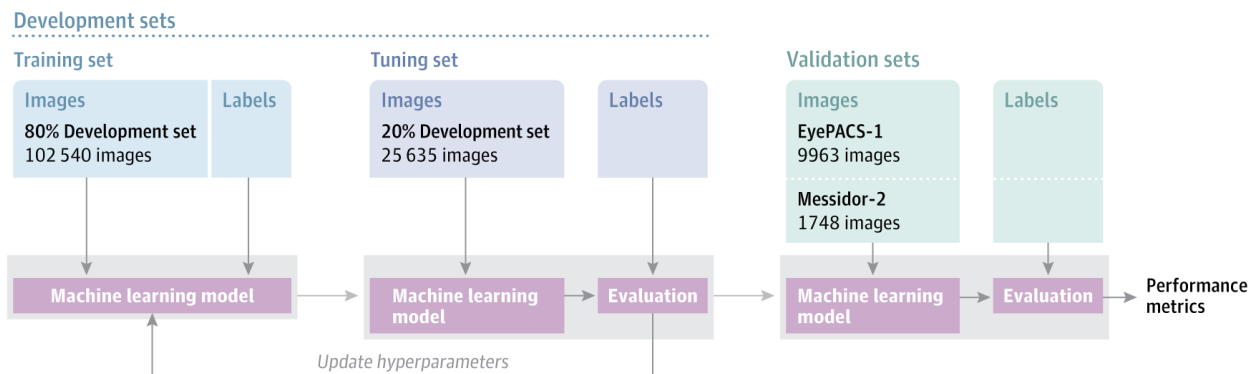 Development sets
Training set
Images
Labels
80% Development set
102 540 images
Machine learning model
Tuning set
Images
Labels
20% Development set
25 635 images
Machine learning
model
Evaluation
Update hyperparameters
Validation sets
Images
Labels
EyePACS-1
9963 images
Messidor-2
1748 images
Machine learning
model
Evaluation
Performance
metrics